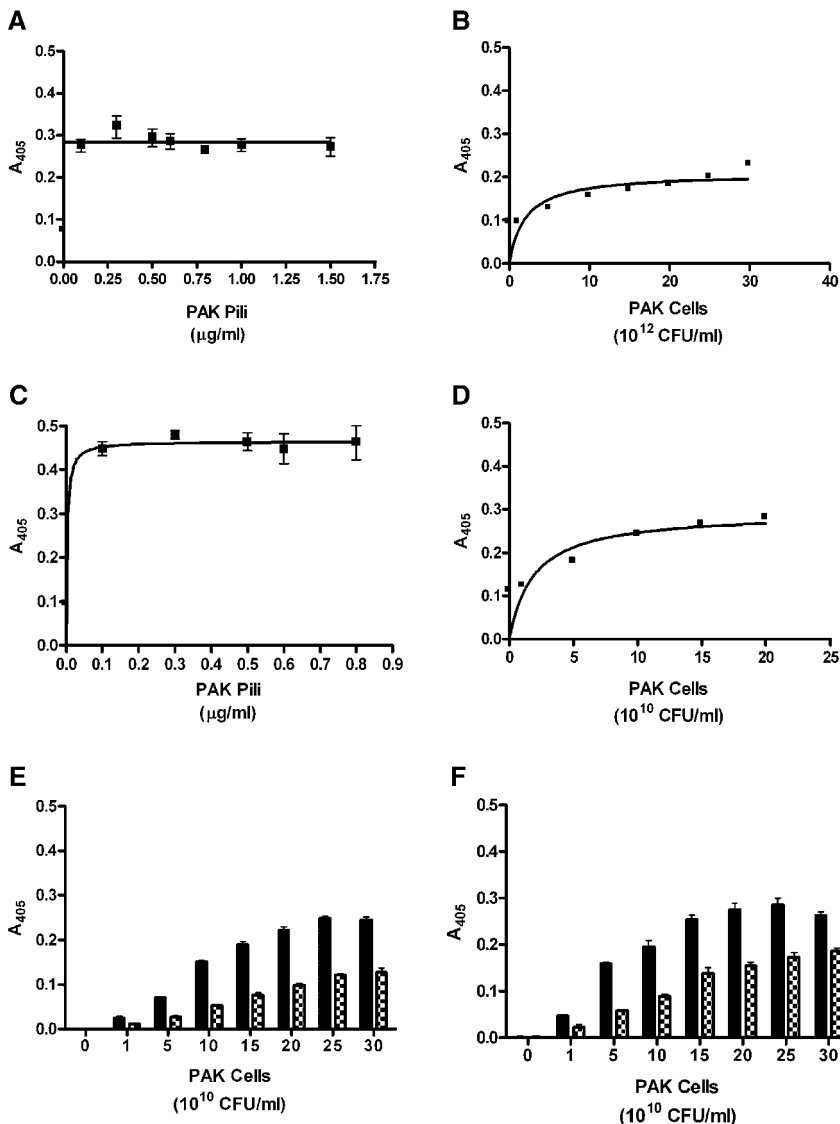 A
0.5
0.4
0.3
0.2
0.1
0.0
A405
0.00 0.25 0.50 0.75 1.00 1.25 1.50 1.75
PAK Pili
(μg/ml)
B
0.5
0.4
0.3
0.2
0.1
0.0
A405
0 10 20 30 40
PAK Cells
(10^12 CFU/ml)
C
0.5
0.4
0.3
0.2
0.1
0.0
A405
0.0 0.1 0.2 0.3 0.4 0.5 0.6 0.7 0.8 0.9
PAK Pili
(μg/ml)
D
0.5
0.4
0.3
0.2
0.1
0.0
A405
0 5 10 15 20 25
PAK Cells
(10^10 CFU/ml)
E
0.5
0.4
0.3
0.2
0.1
0.0
A405
0 1 5 10 15 20 25 30
PAK Cells
(10^10 CFU/ml)
F
0.5
0.4
0.3
0.2
0.1
0.0
A405
0 1 5 10 15 20 25 30
PAK Cells
(10^10 CFU/ml)